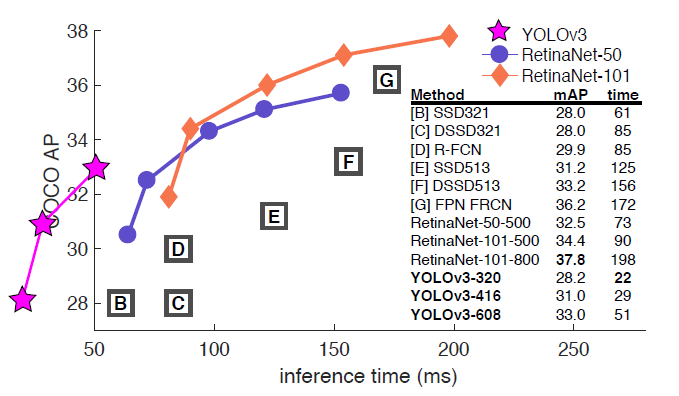 38
36
34
32
30
28
COCO AP
50
100
150
200
250
inference time (ms)
B
C
D
E
F
G
YOLOv3
RetinaNet-50
RetinaNet-101
Method mAP time
[B] SSD321 28.0 61
[C] DSSD321 28.0 85
[D] R-FCN 29.9 85
[E] SSD513 31.2 125
[F] DSSD513 33.2 156
[G] FPN FRCN 36.2 172
RetinaNet-50-500 32.5 73
RetinaNet-101-500 34.4 90
RetinaNet-101-800 37.8 198
YOLOv3-320 28.2 22
YOLOv3-416 31.0 29
YOLOv3-608 33.0 51